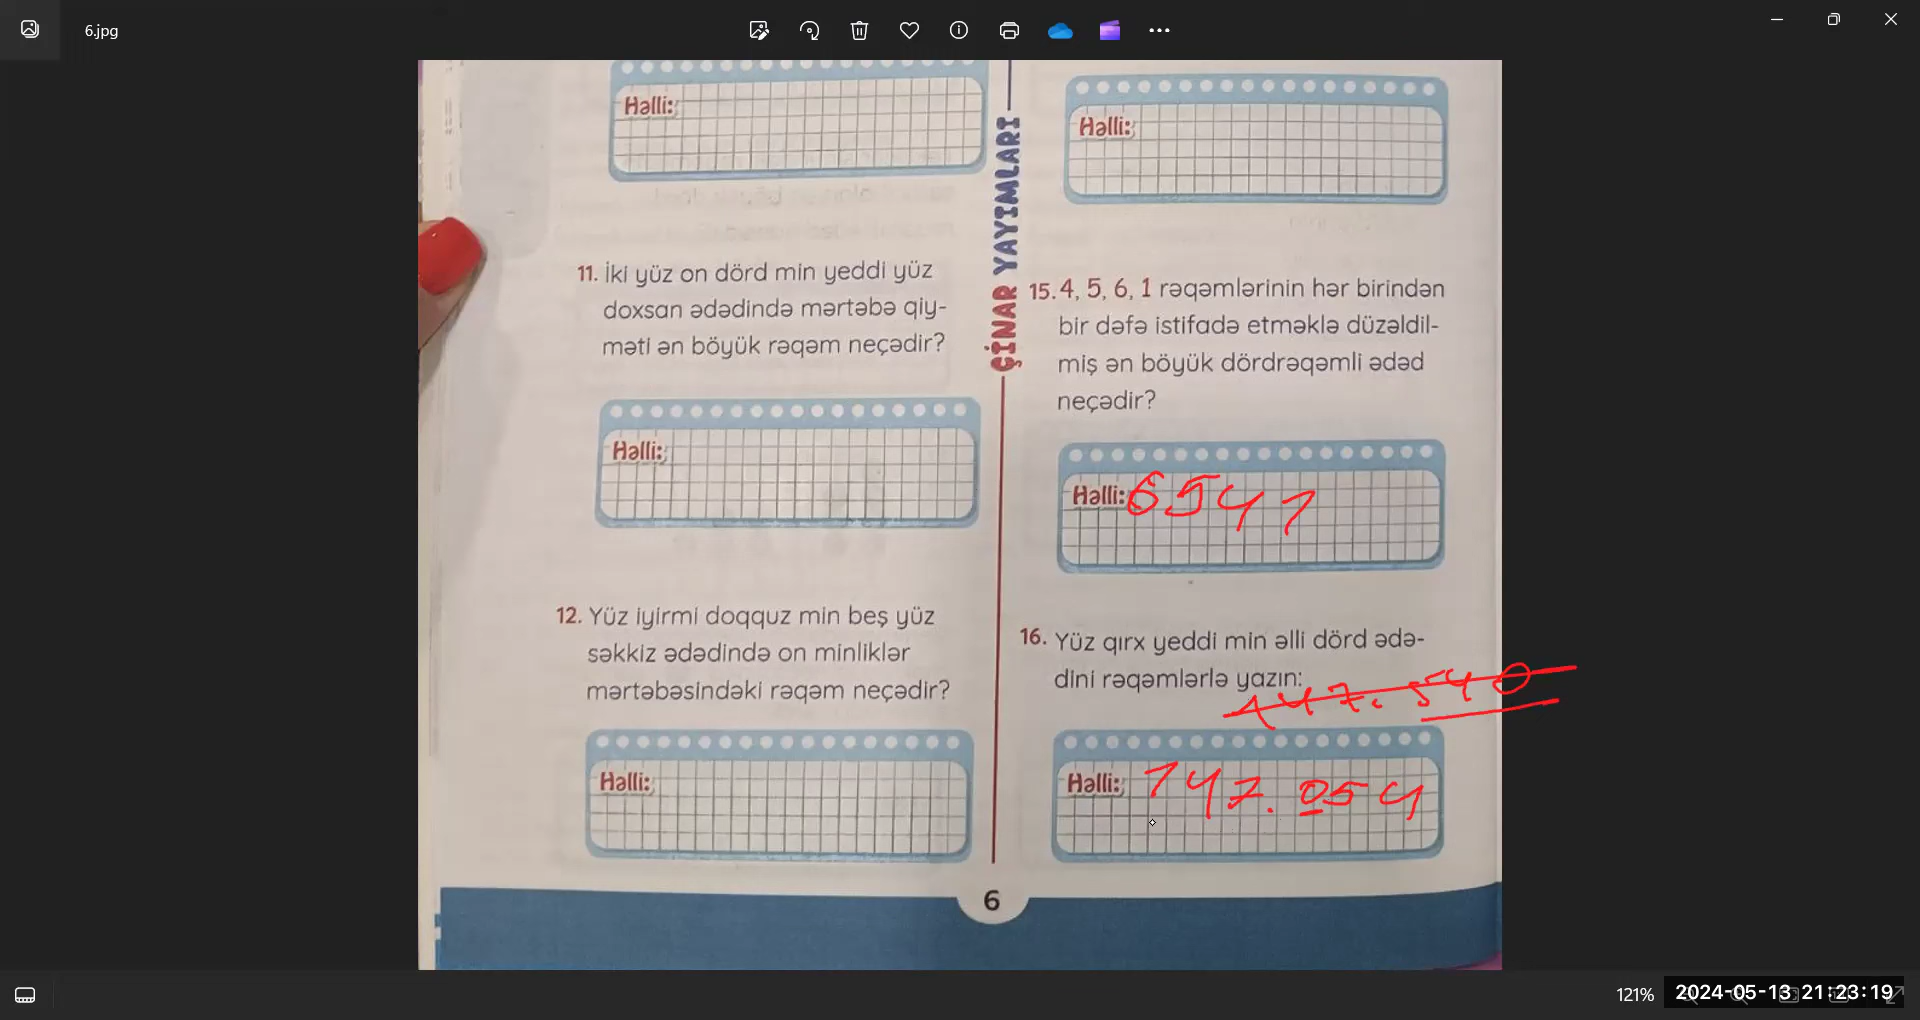 6.jpg
Həlli:
11. İki yüz on dörd min yeddi yüz
doxsan ədədində mərtəbə qiy-
məti ən böyük rəqəm neçədir?
Həlli:
12. Yüz iyirmi doqquz min beş yüz
səkkiz ədədində on minliklər
mərtəbəsindəki rəqəm neçədir?
Həlli:
ÇINAR YAYIMLARI
Həlli:
15. 4, 5, 6, 1 rəqəmlərinin hər birindən
bir dəfə istifadə etməklə düzəldil-
miş ən böyük dördrəqəmli ədəd
neçədir?
Həlli: 6541
16. Yüz qırx yeddi min əlli dörd ədə-
dini rəqəmlərlə yazın:
147. 540
Həlli: 147.054
6
121%
2024-05-13 21:23:19